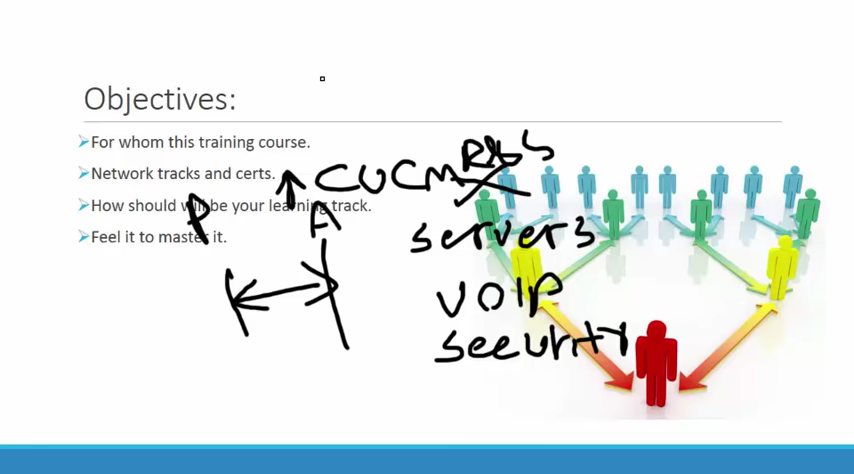 Objectives:
For whom this training course.
Network tracks and certs.
How should will be your learning track.
Feel it to master it.
R&S
CUCM
P
A
servers
VOIP
security